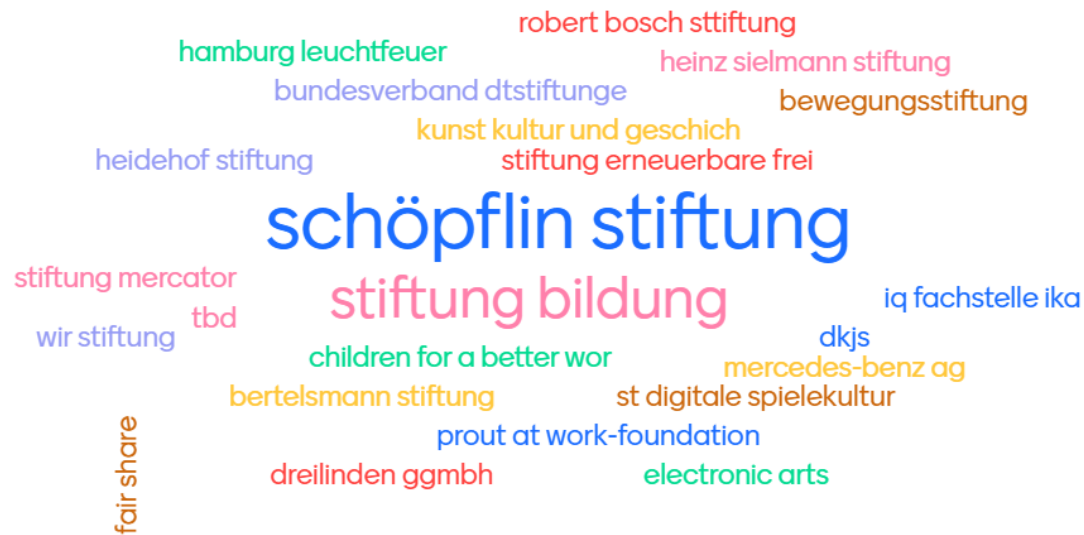 robert bosch sttiftung
hamburg leuchtfeuer
heinz sielmann stiftung
bundesverband dtstiftunge
bewegungsstiftung
kunst kultur und geschich
heidehof stiftung
stiftung erneuerbare frei
schöpflin stiftung
stiftung mercator
stiftung bildung
iq fachstelle ika
tbd
wir stiftung
dkjs
children for a better wor
mercedes-benz ag
bertelsmann stiftung
st digitale spielekultur
prout at work-foundation
fair share
dreilinden ggmbh
electronic arts